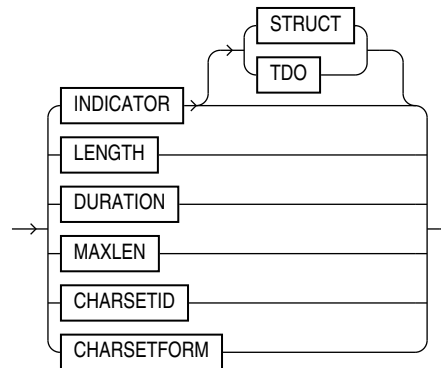 STRUCT
TDO
INDICATOR
LENGTH
DURATION
MAXLEN
CHARSETID
CHARSETFORM